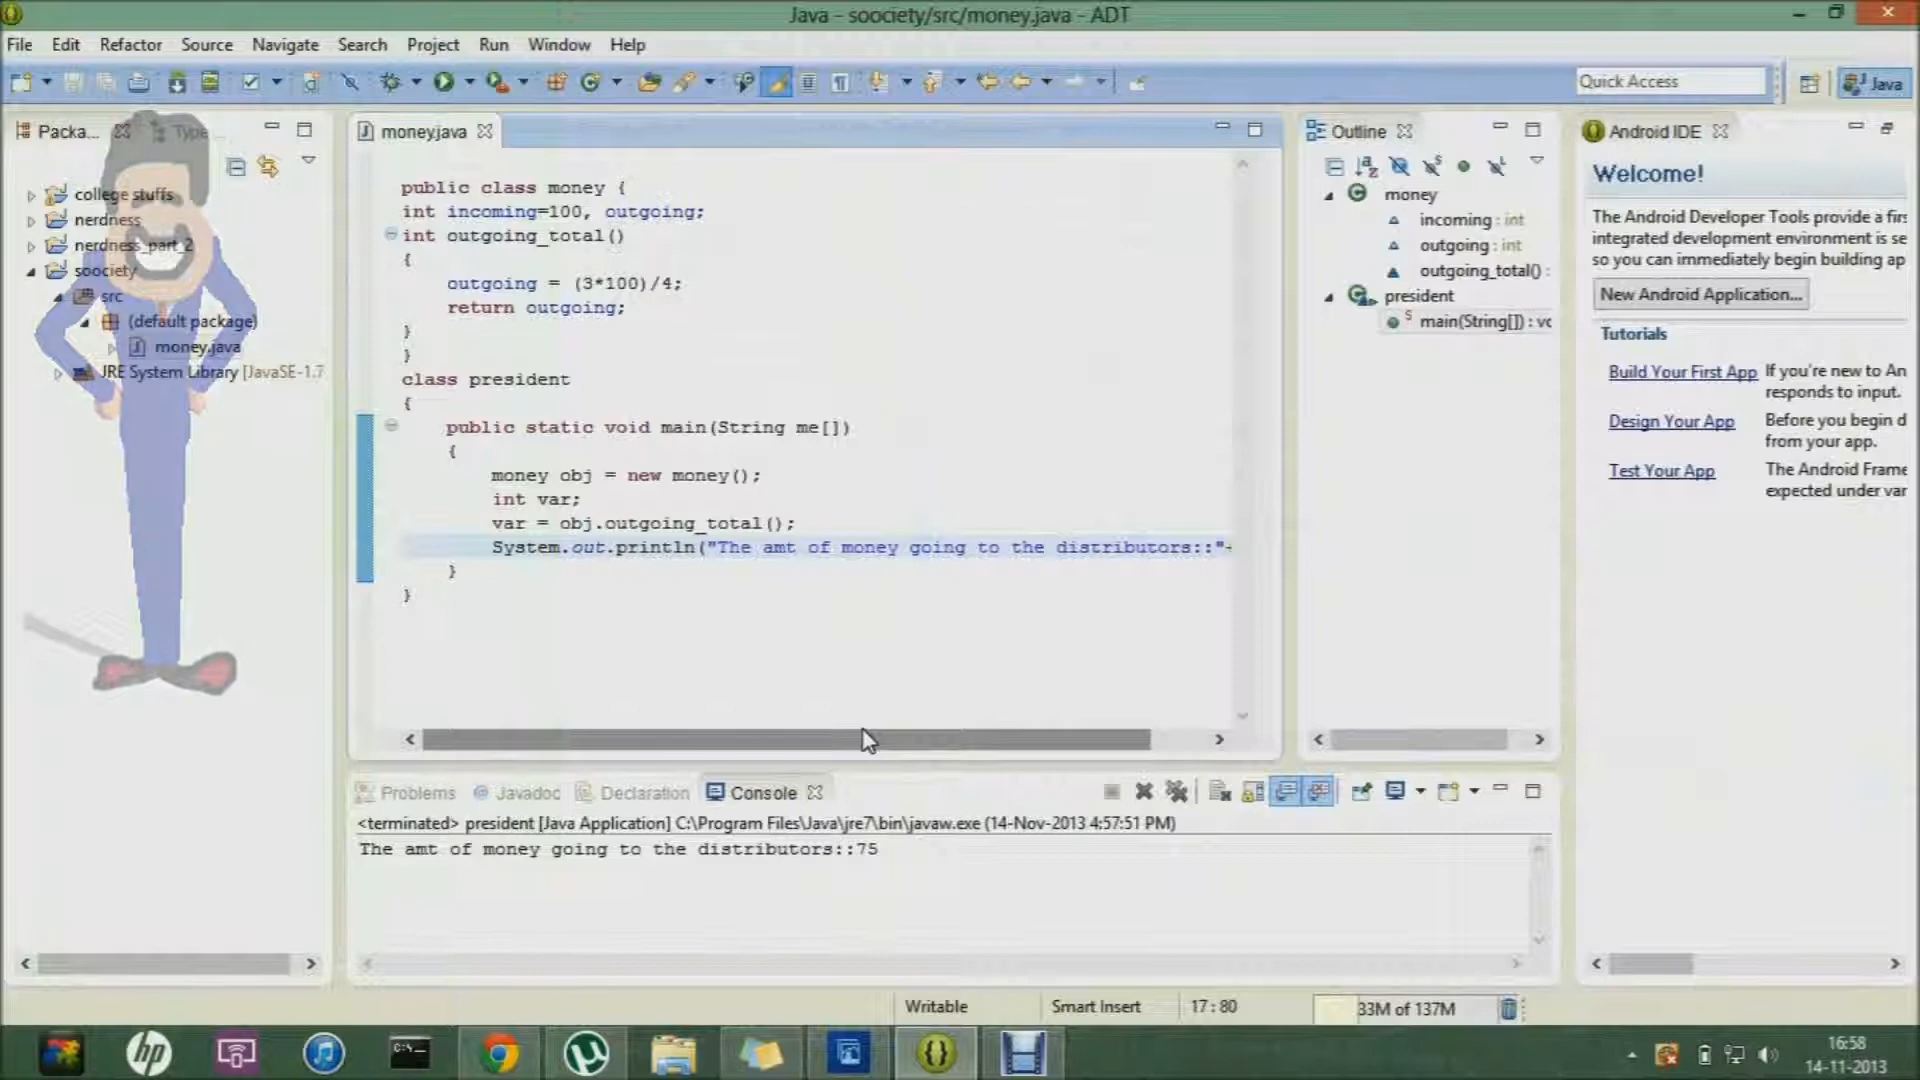 Java - soociety/src/money.java - ADT
File Edit Refactor Source Navigate Search Project Run Window Help
Quick Access
Java
Packa...
Type
college stuffs
nerdness
nerdness_part_2
soociety
src
(default package)
money.java
JRE System Library [JavaSE-1.7
money.java
public class money {
int incoming=100, outgoing;
int outgoing_total()
{
outgoing = (3*100)/4;
return outgoing;
}
}
class president
{
public static void main(String me[])
{
money obj = new money();
int var;
var = obj.outgoing_total();
System.out.println("The amt of money going to the distributors::"+
}
}
Outline
money
incoming : int
outgoing : int
outgoing_total() :
president
main(String[]) : vo
Android IDE
Welcome!
The Android Developer Tools provide a firs
integrated development environment is se
so you can immediately begin building ap
New Android Application...
Tutorials
Build Your First App If you're new to An
responds to input.
Design Your App Before you begin d
from your app.
Test Your App The Android Frame
expected under var
Problems @ Javadoc Declaration Console
<terminated> president [Java Application] C:\Program Files\Java\jre7\bin\javaw.exe (14-Nov-2013 4:57:51 PM)
The amt of money going to the distributors::75
Writable Smart Insert 17 : 80 33M of 137M
hp
C:\
16:58
14-11-2013